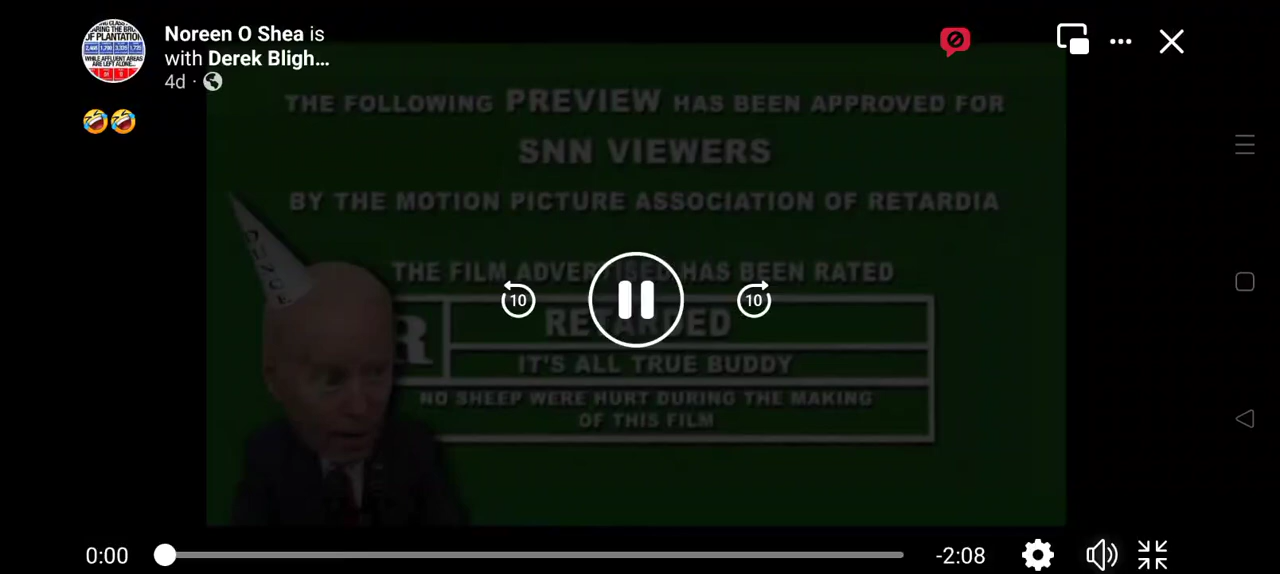 Noreen O Shea is
with Derek Bligh...
4d
THE FOLLOWING PREVIEW HAS BEEN APPROVED FOR
SNN VIEWERS
BY THE MOTION PICTURE ASSOCIATION OF RETARDIA
THE FILM ADVERTISED HAS BEEN RATED
R
RETARDED
IT'S ALL TRUE BUDDY
NO SHEEP WERE HURT DURING THE MAKING
OF THIS FILM
DUNCE
10
10
0:00
-2:08